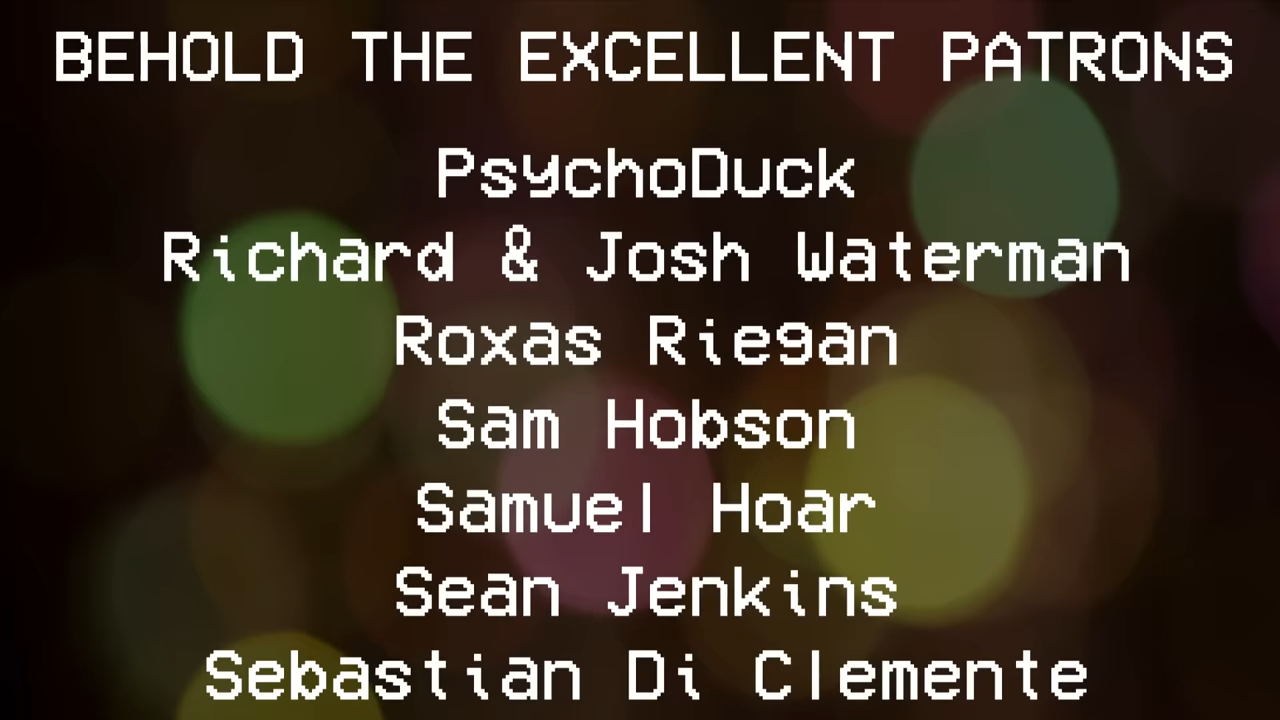 BEHOLD THE EXCELLENT PATRONS
PsychoDuck
Richard & Josh Waterman
Roxas Riegan
Sam Hobson
Samuel Hoar
Sean Jenkins
Sebastian Di Clemente